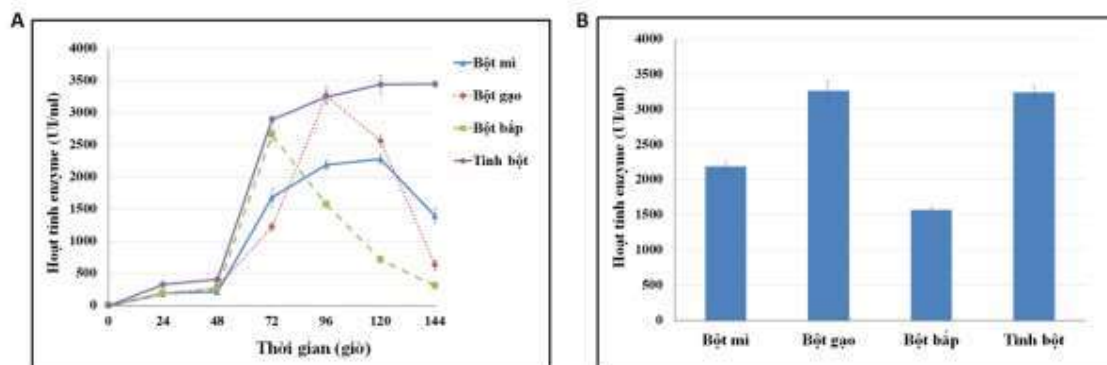 A
Hoạt tính enzyme (UI/ml)
4000
3500
3000
2500
2000
1500
1000
500
0
0 24 48 72 96 120 144
Thời gian (giờ)
Bột mì
Bột gạo
Bột bắp
Tinh bột
B
Hoạt tính enzyme (UI/ml)
4000
3500
3000
2500
2000
1500
1000
500
0
Bột mì Bột gạo Bột bắp Tinh bột